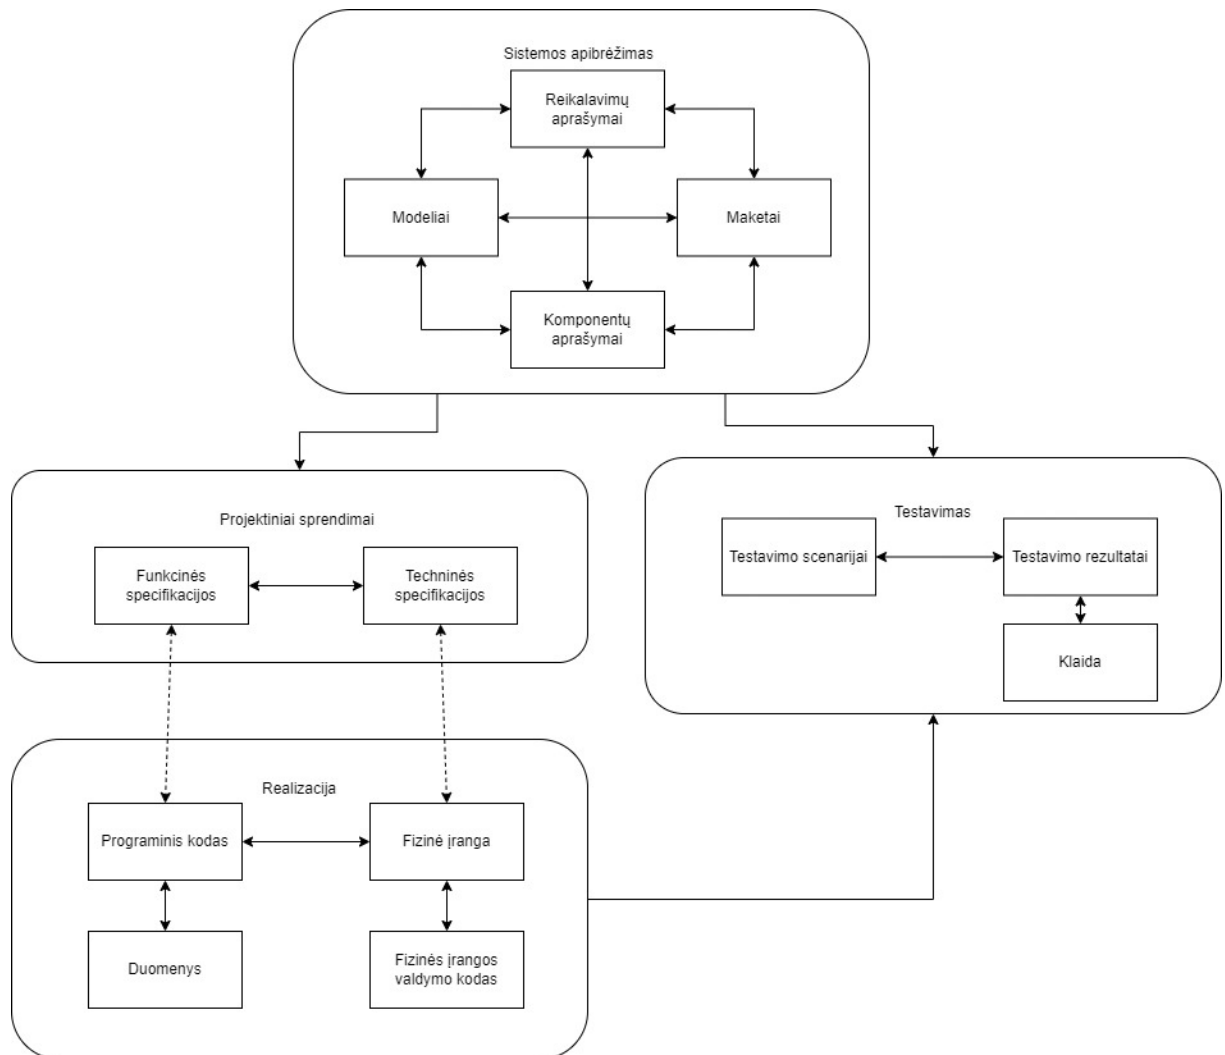 Sistemos apibrėžimas
Reikalavimų
aprašymai
Modeliai
Maketai
Komponentų
aprašymai
Projektiniai sprendimai
Funkcinės
specifikacijos
Techninės
specifikacijos
Testavimas
Testavimo scenarijai
Testavimo rezultatai
Klaida
Realizacija
Programinis kodas
Fizinė įranga
Duomenys
Fizinės įrangos
valdymo kodas